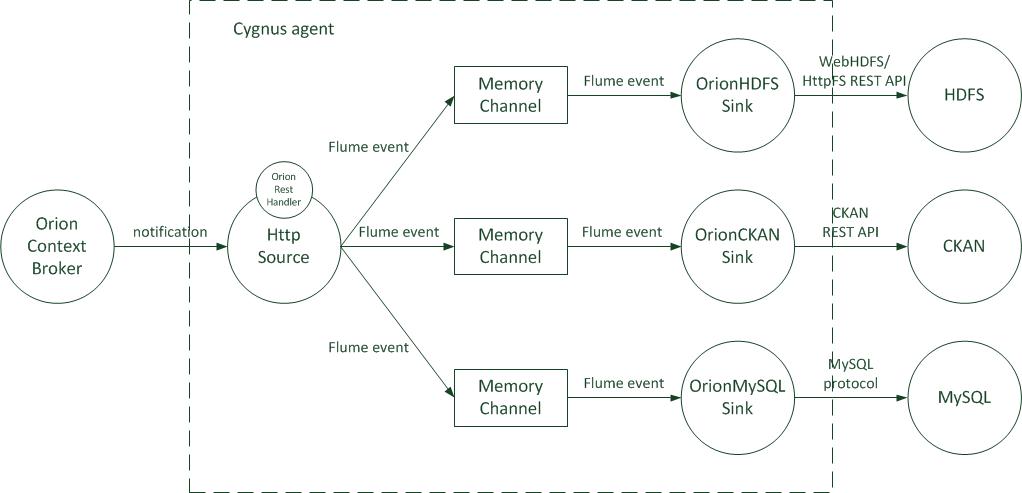 Cygnus agent
WebHDFS/
HttpFS REST API
Memory
Channel
Flume event
OrionHDFS
Sink
HDFS
Flume event
Orion
Rest
Handler
Orion
Context
Broker
notification
Http
Source
Flume event
Memory
Channel
Flume event
OrionCKAN
Sink
CKAN
REST API
CKAN
Flume event
Memory
Channel
Flume event
OrionMySQL
Sink
MySQL
protocol
MySQL